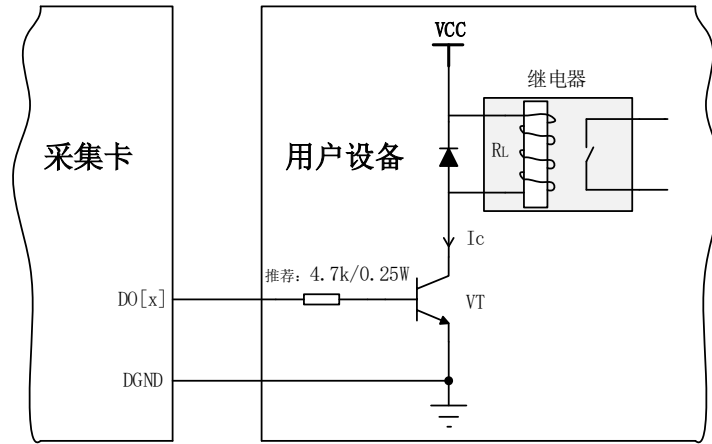 VCC
继电器
采集卡
用户设备
RL
Ic
推荐：4.7k/0.25W
DO[x]
VT
DGND